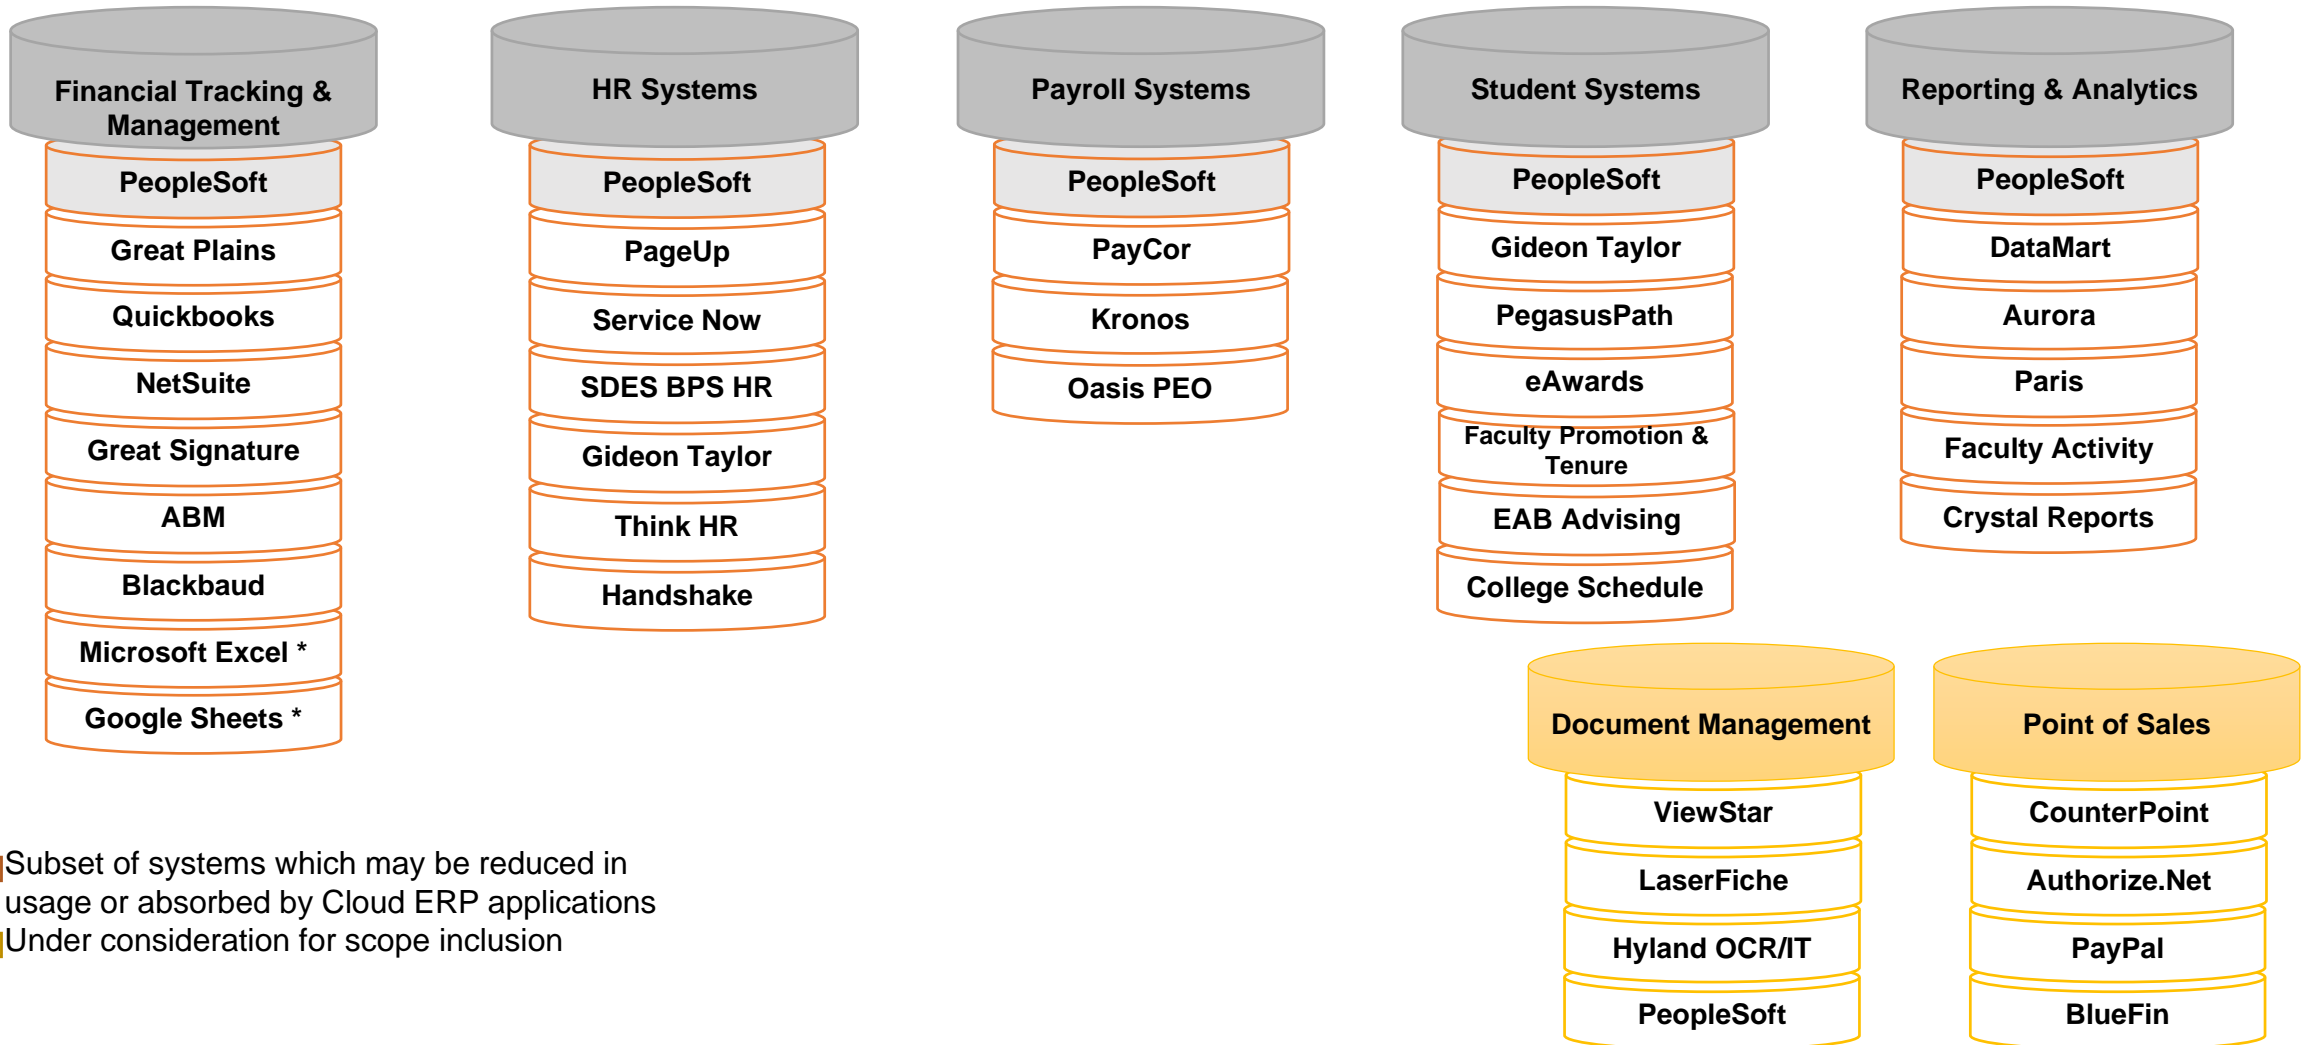 Financial Tracking &
Management
PeopleSoft
Great Plains
Quickbooks
NetSuite
Great Signature
ABM
Blackbaud
Microsoft Excel *
Google Sheets *
HR Systems
PeopleSoft
PageUp
Service Now
SDES BPS HR
Gideon Taylor
Think HR
Handshake
Payroll Systems
PeopleSoft
PayCor
Kronos
Oasis PEO
Student Systems
PeopleSoft
Gideon Taylor
PegasusPath
eAwards
Faculty Promotion &
Tenure
EAB Advising
College Schedule
Reporting & Analytics
PeopleSoft
DataMart
Aurora
Paris
Faculty Activity
Crystal Reports
Document Management
ViewStar
LaserFiche
Hyland OCR/IT
PeopleSoft
Point of Sales
CounterPoint
Authorize.Net
PayPal
BlueFin
Subset of systems which may be reduced in
usage or absorbed by Cloud ERP applications
Under consideration for scope inclusion